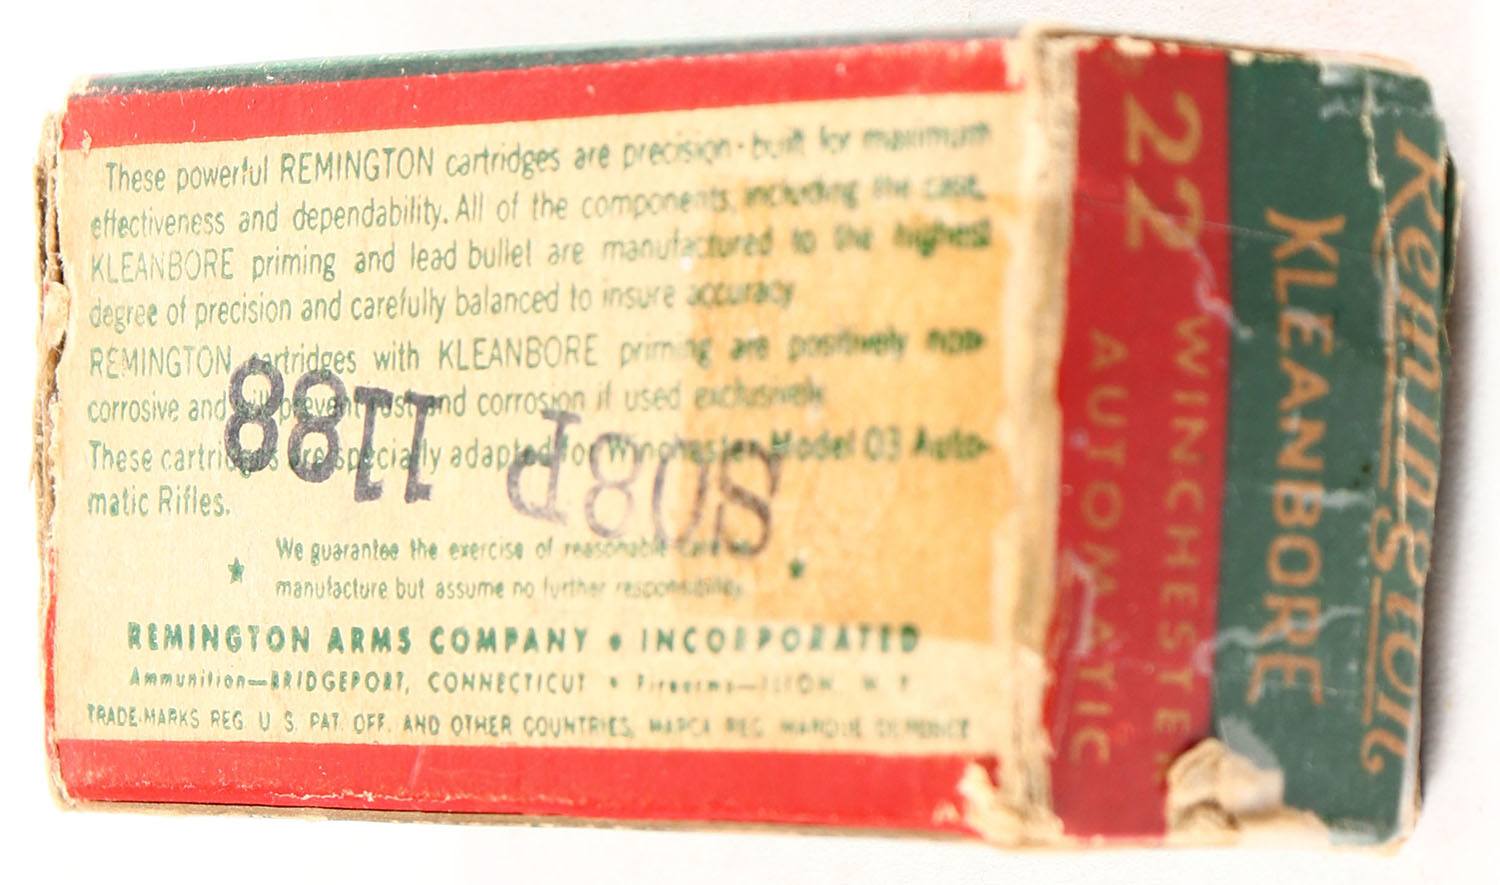 These powerful REMINGTON cartridges are precision-built for maximum
effectiveness and dependability. All of the components, including the case,
KLEANBORE priming and lead bullet are manufactured to the highest
degree of precision and carefully balanced to insure accuracy
REMINGTON cartridges with KLEANBORE priming are positively non-
corrosive and will prevent rust and corrosion if used exclusively.
These cartridges are specially adapted for Winchester Model 03 Auto-
matic Rifles.
We guarantee the exercise of reasonable care in
manufacture but assume no further responsibility.
REMINGTON ARMS COMPANY • INCORPORATED
Ammunition—BRIDGEPORT, CONNECTICUT • Firearms—ILION, N. Y.
TRADE-MARKS REG. U. S. PAT. OFF. AND OTHER COUNTRIES, MARCA REG. MARQUE DEPOSEE
1188
22 WINCHESTER
AUTOMATIC
KLEANBORE
Remington